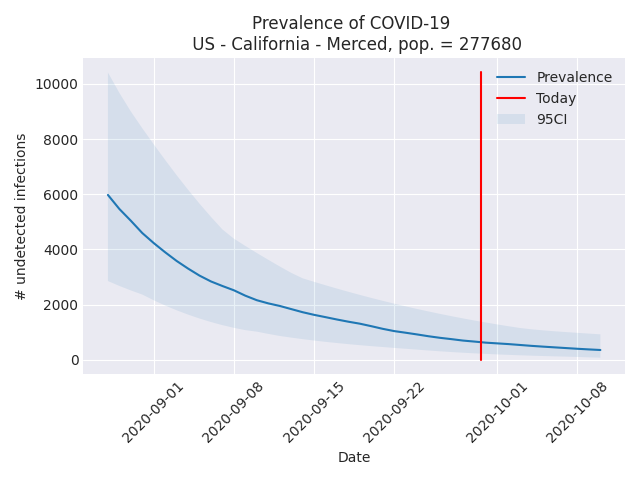 Prevalence of COVID-19
US - California - Merced, pop. = 277680
Prevalence
Today
95CI
10000
8000
6000
4000
2000
0
# undetected infections
2020-09-01
2020-09-08
2020-09-15
2020-09-22
2020-10-01
2020-10-08
Date